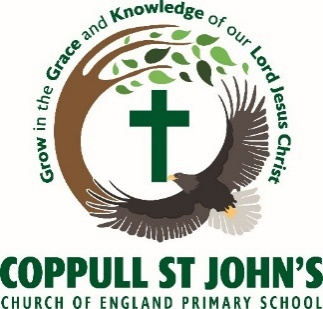 Grow in the Grace and Knowledge of our Lord Jesus Christ
COPPULL ST JOHN'S
CHURCH OF ENGLAND PRIMARY SCHOOL